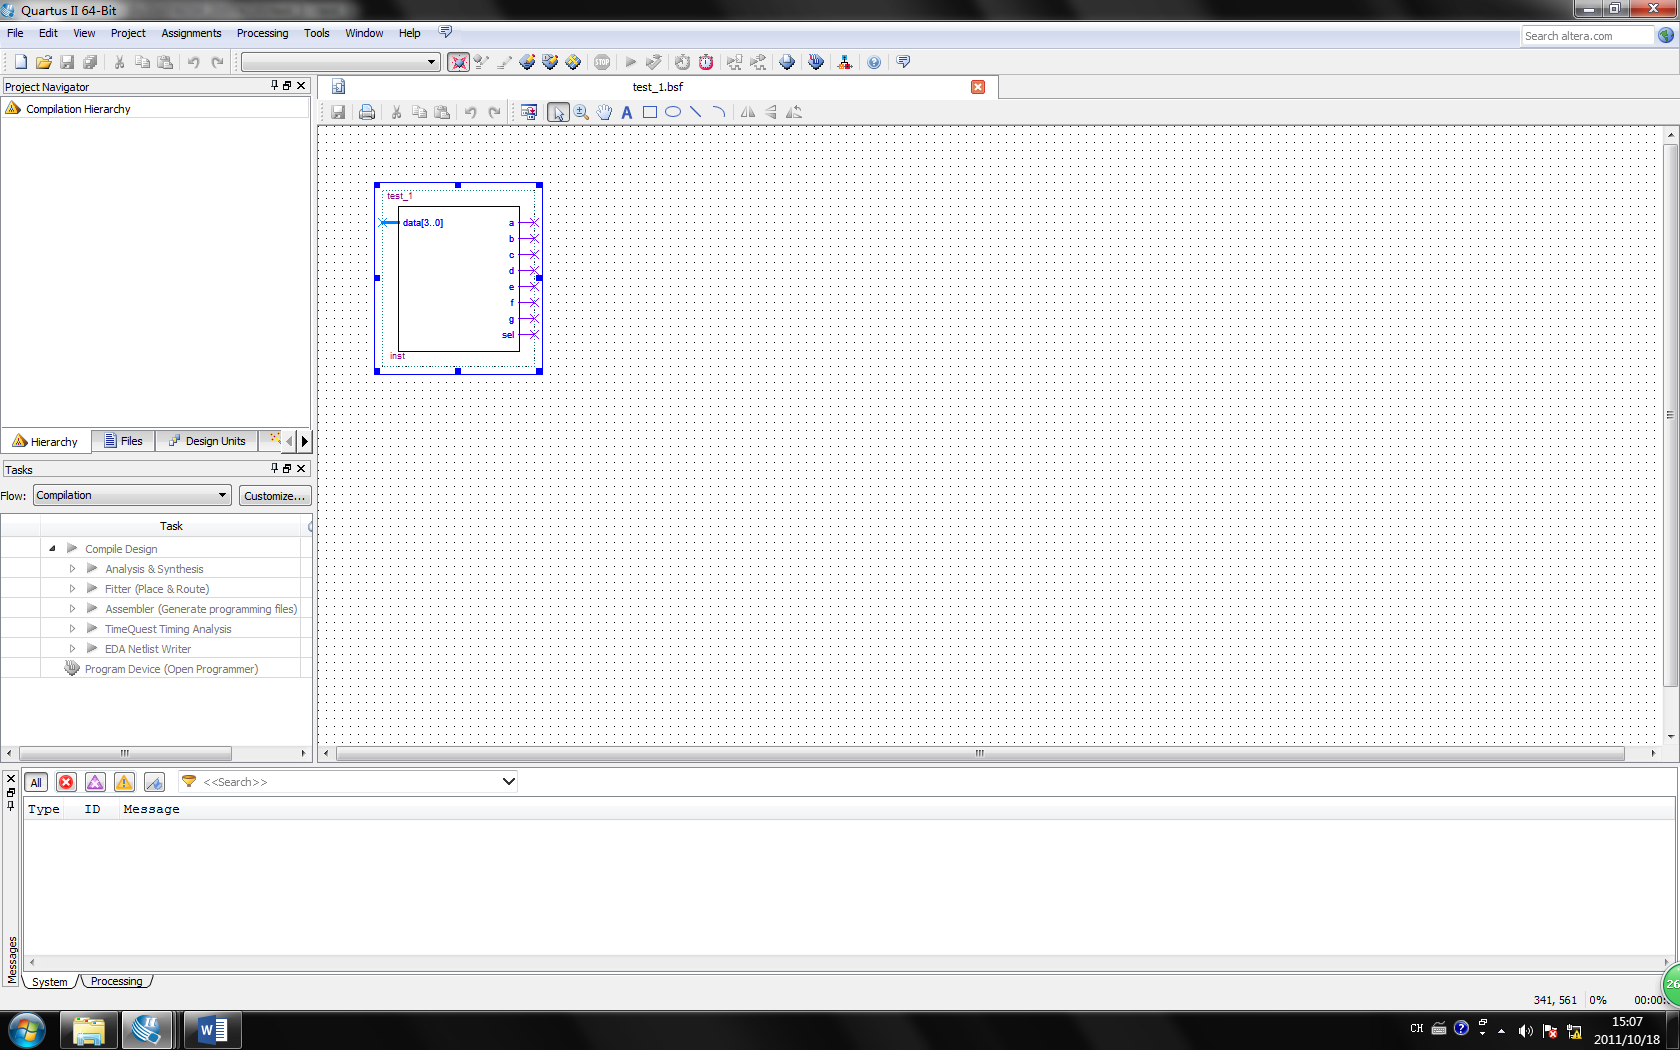 Quartus II 64-Bit
File Edit View Project Assignments Processing Tools Window Help
Search altera.com
Project Navigator
Compilation Hierarchy
Hierarchy Files Design Units
Tasks
Flow: Compilation Customize...
Task
Compile Design
Analysis & Synthesis
Fitter (Place & Route)
Assembler (Generate programming files)
TimeQuest Timing Analysis
EDA Netlist Writer
Program Device (Open Programmer)
test_1.bsf
A
test_1
data[3..0] a
b
c
d
e
f
g
sel
inst
All <<Search>>
Type ID Message
Messages
System Processing
341, 561 0% 00:00:
26
CH
15:07
2011/10/18